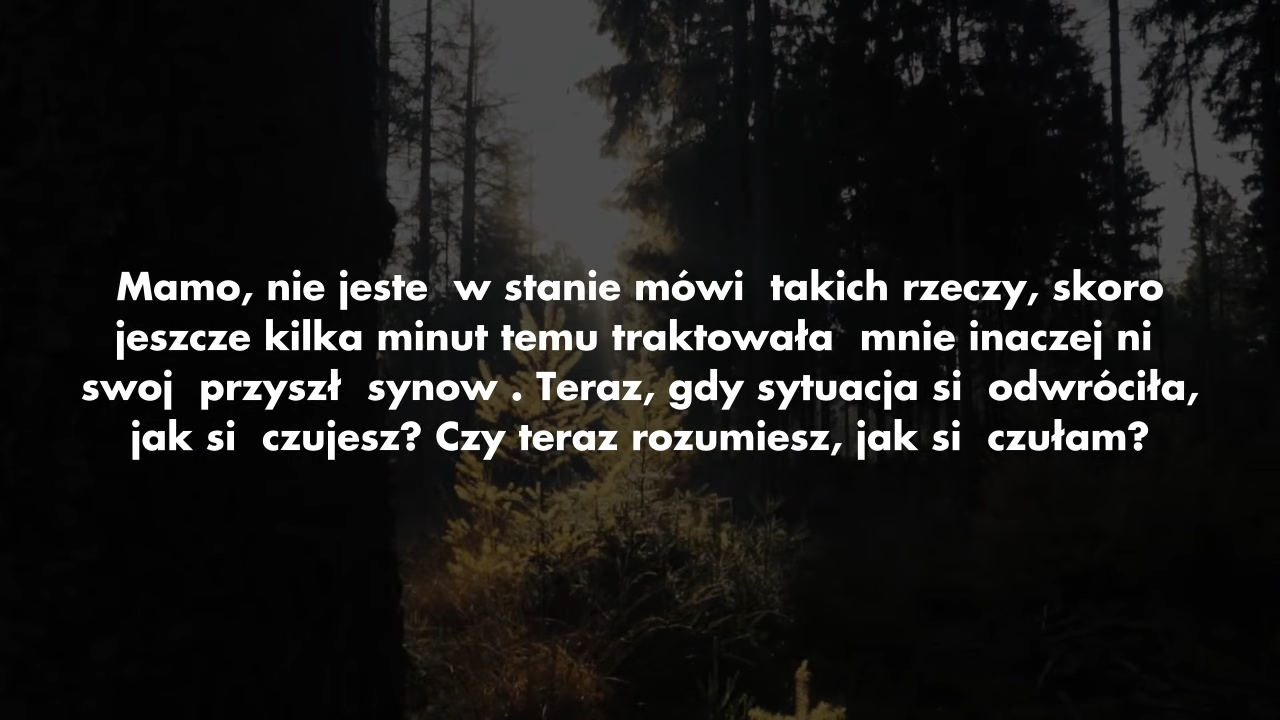 Mamo, nie jeste  w stanie mówi  takich rzeczy, skoro
jeszcze kilka minut temu traktowała  mnie inaczej ni
swoj  przyszł  synow . Teraz, gdy sytuacja si  odwróciła,
jak si  czujesz? Czy teraz rozumiesz, jak si  czułam?